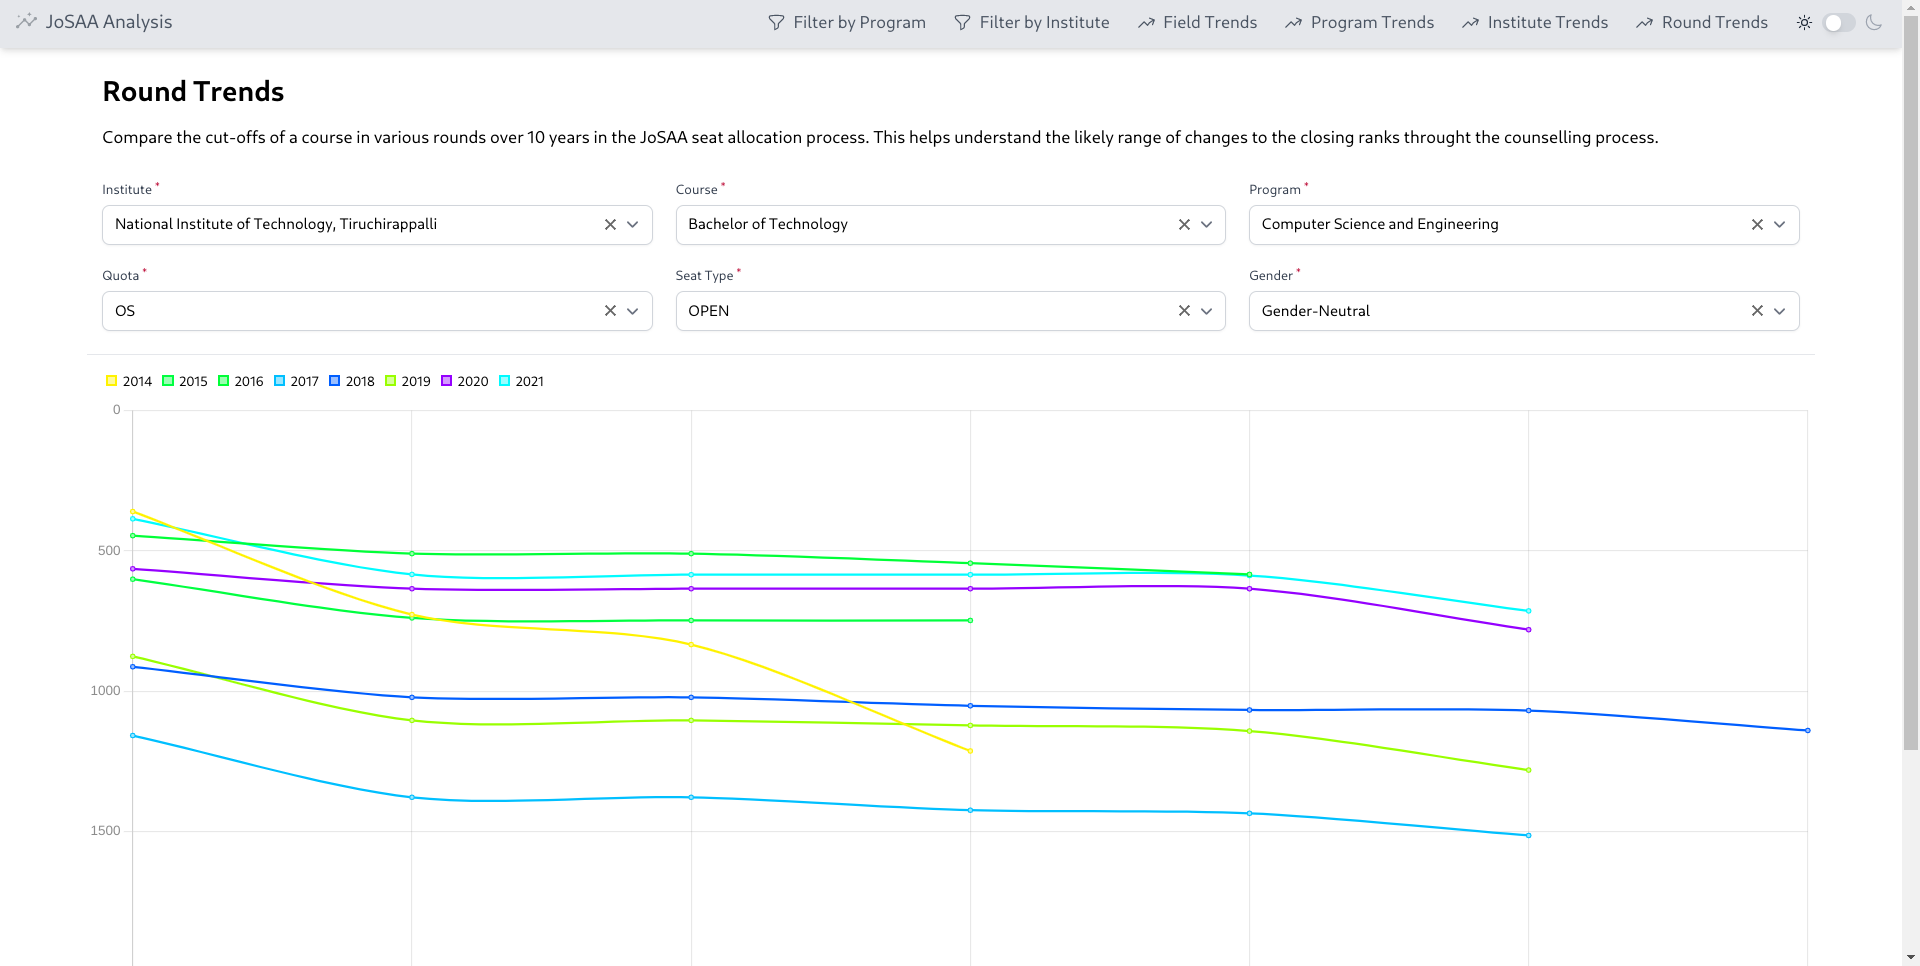 JoSAA Analysis
Filter by Program
Filter by Institute
Field Trends
Program Trends
Institute Trends
Round Trends
Round Trends
Compare the cut-offs of a course in various rounds over 10 years in the JoSAA seat allocation process. This helps understand the likely range of changes to the closing ranks throught the counselling process.
Institute *
Course *
Program *
National Institute of Technology, Tiruchirappalli
Bachelor of Technology
Computer Science and Engineering
Quota *
Seat Type *
Gender *
OS
OPEN
Gender-Neutral
2014 2015 2016 2017 2018 2019 2020 2021
0
500
1000
1500